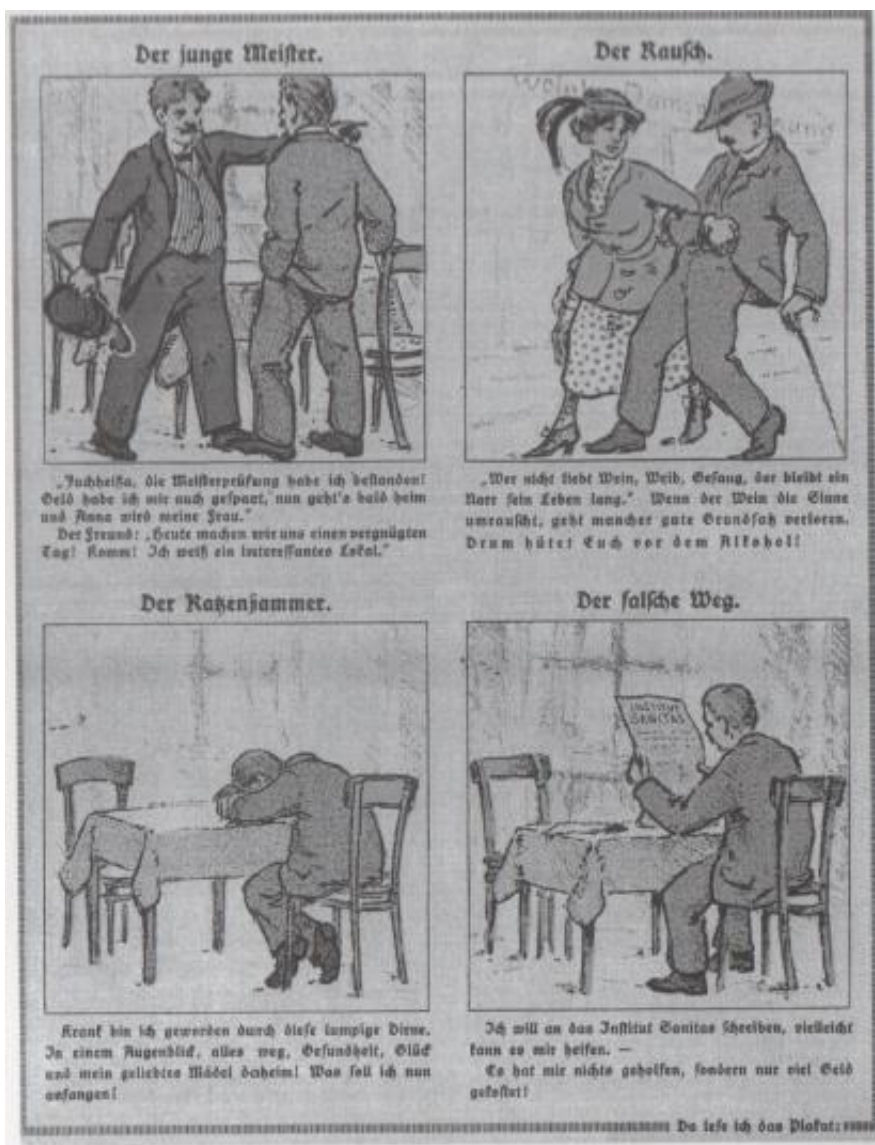 Der junge Meister.
„Juchheißa, die Meisterprüfung habe ich bestanden!
Geld habe ich mir auch gespart, nun geht's bald heim
und Anna wird meine Frau."
Der Freund: „Heute machen wir uns einen vergnügten
Tag! Komm! Ich weiß ein interessantes Lokal."
Der Rausch.
„Wer nicht liebt Wein, Weib, Gesang, der bleibt ein
Narr sein Leben lang." Wenn der Wein die Sinne
umrauscht, geht mancher gute Grundsatz verloren.
Drum hütet Euch vor dem Alkohol!
Der Katzenjammer.
Krank bin ich geworden durch diese lumpige Dirne.
In einem Augenblick, alles weg, Gesundheit, Glück
und mein geliebtes Mädel daheim! Was soll ich nun
anfangen!
Der falsche Weg.
INSTITUT
SANITAS
Ich will an das Institut Sanitas schreiben, vielleicht
kann es mir helfen. —
Es hat mir nichts geholfen, sondern nur viel Geld
gekostet!
Da lese ich das Plakat: